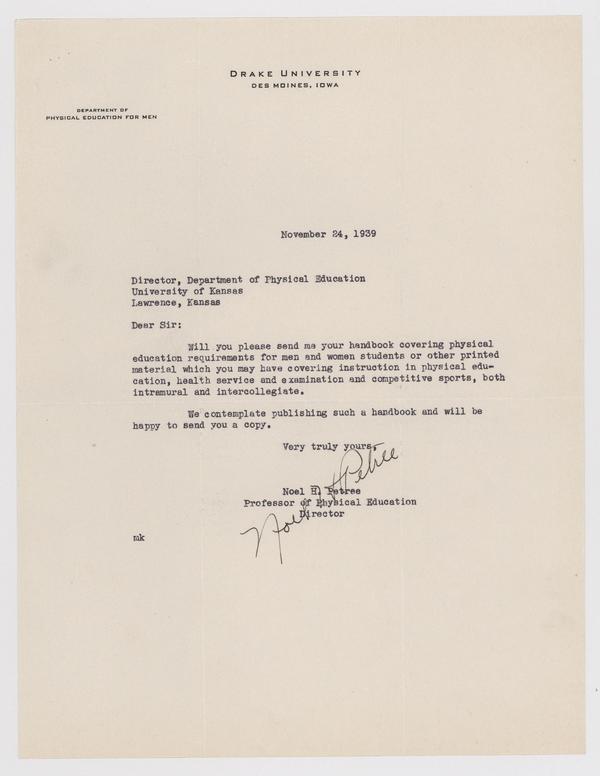 DRAKE UNIVERSITY
DES MOINES, IOWA
DEPARTMENT OF
PHYSICAL EDUCATION FOR MEN
November 24, 1939
Director, Department of Physical Education
University of Kansas
Lawrence, Kansas
Dear Sir:
Will you please send me your handbook covering physical
education requirements for men and women students or other printed
material which you may have covering instruction in physical edu-
cation, health service and examination and competitive sports, both
intramural and intercollegiate.
We contemplate publishing such a handbook and will be
happy to send you a copy.
Very truly yours,
Noel H Petree
Noel H. Petree
Professor of Physical Education
Director
mk